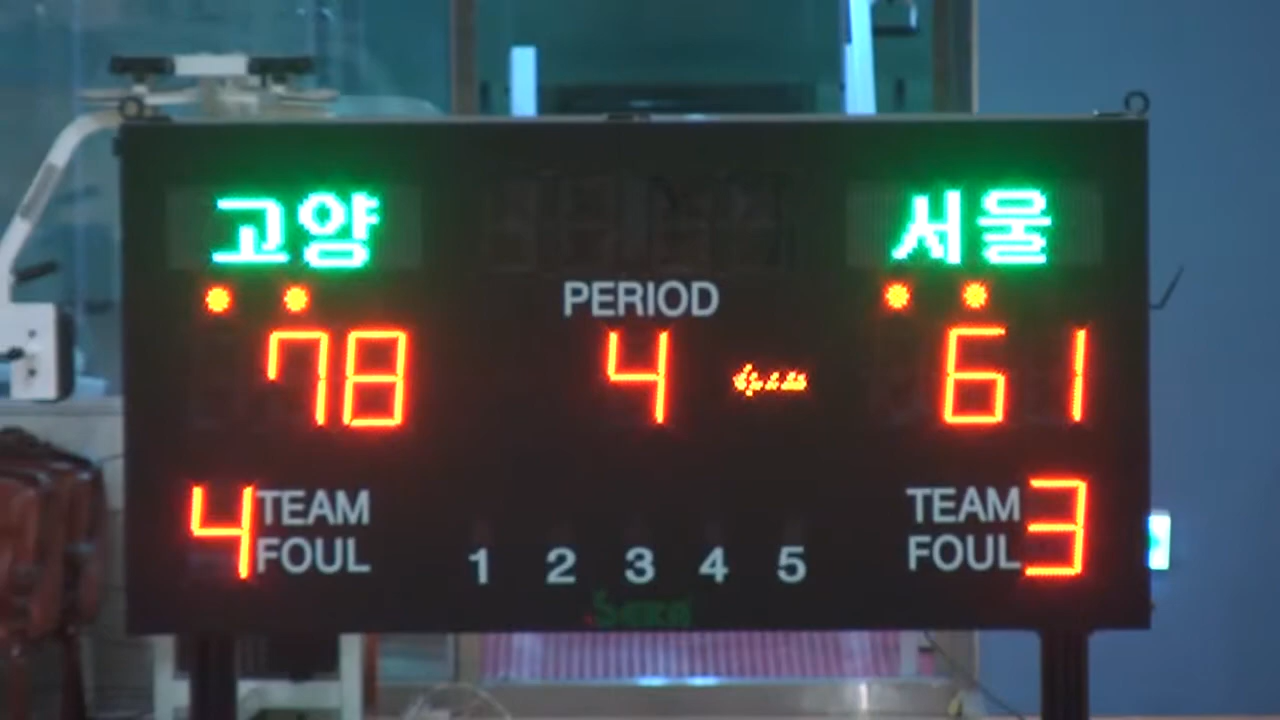 고양
서울
PERIOD
78
4
61
4 TEAM FOUL
TEAM FOUL 3
1 2 3 4 5